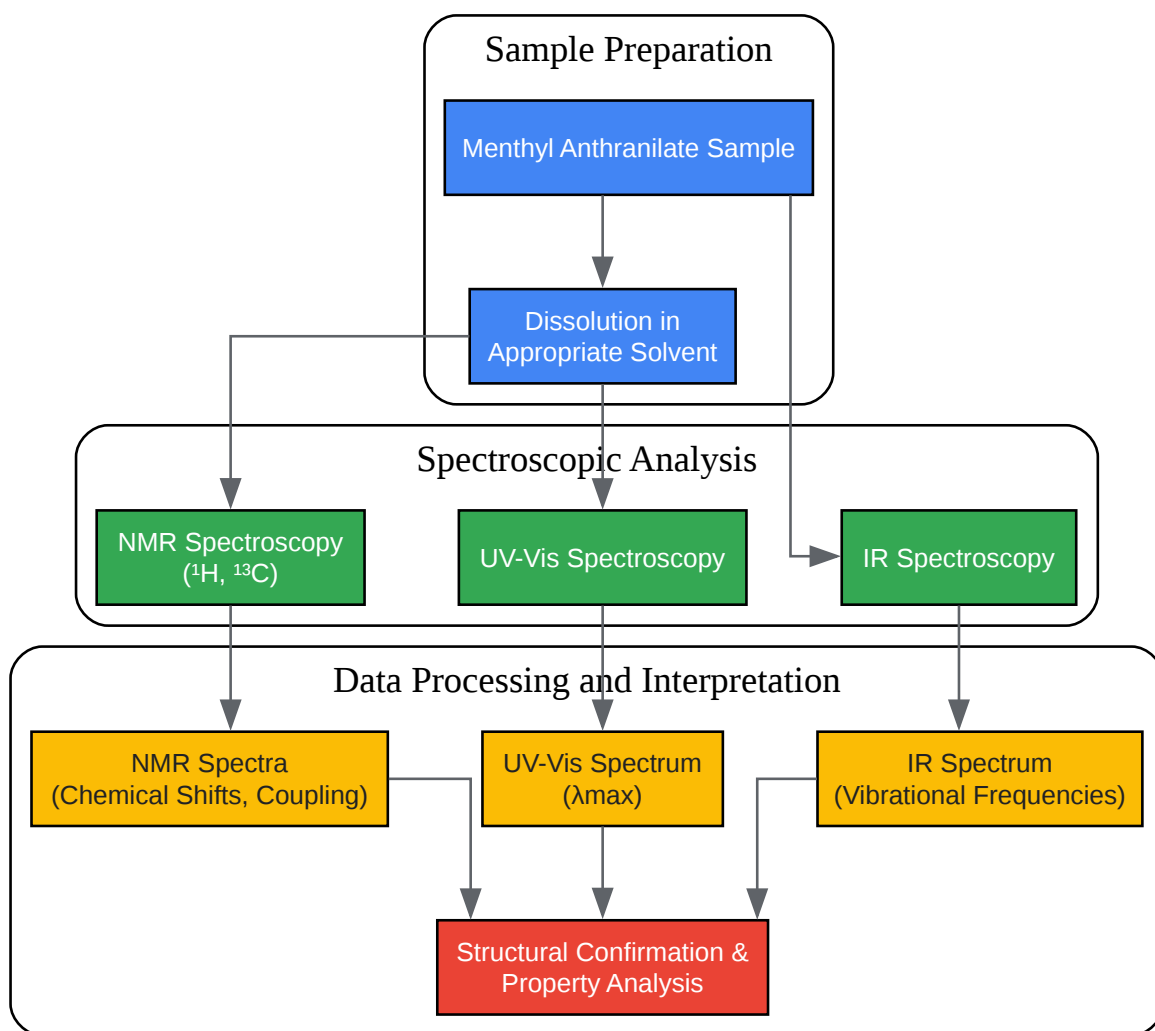 Sample Preparation
Menthyl Anthranilate Sample
Dissolution in
Appropriate Solvent
Spectroscopic Analysis
NMR Spectroscopy
(¹H, ¹³C)
UV-Vis Spectroscopy
IR Spectroscopy
Data Processing and Interpretation
NMR Spectra
(Chemical Shifts, Coupling)
UV-Vis Spectrum
(λmax)
IR Spectrum
(Vibrational Frequencies)
Structural Confirmation &
Property Analysis